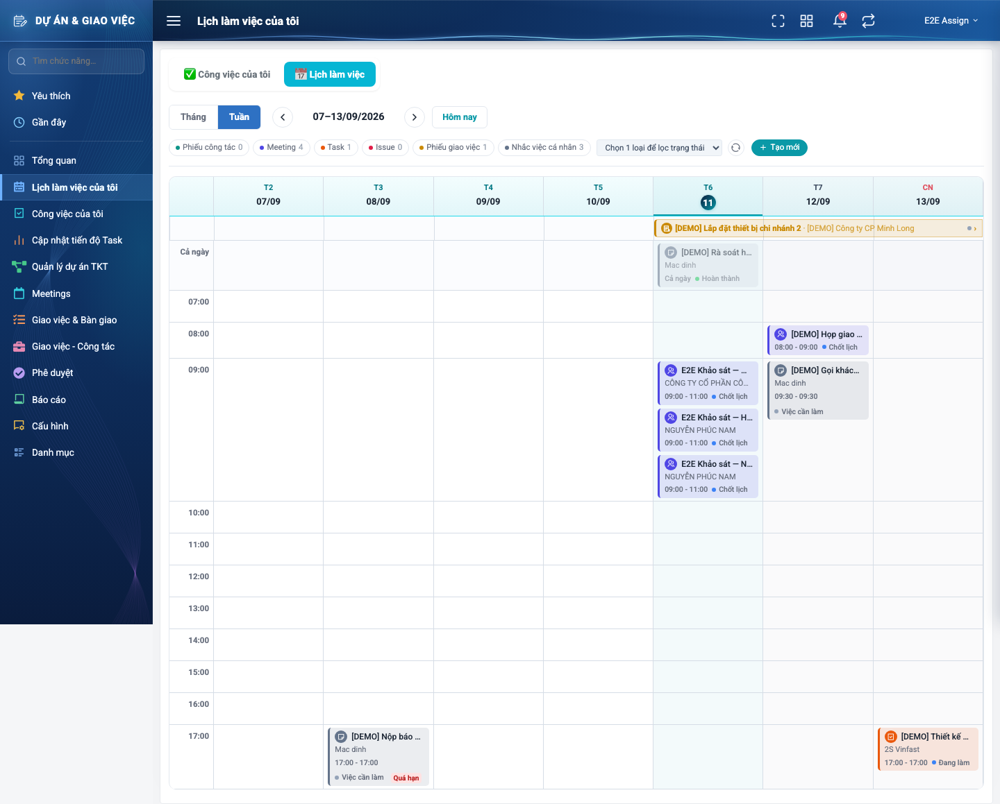 DỰ ÁN & GIAO VIỆC
Lịch làm việc của tôi
9
E2E Assign
Tìm chức năng...
Yêu thích
Gần đây
Tổng quan
Lịch làm việc của tôi
Công việc của tôi
Cập nhật tiến độ Task
Quản lý dự án TKT
Meetings
Giao việc & Bàn giao
Giao việc - Công tác
Phê duyệt
Báo cáo
Cấu hình
Danh mục
Công việc của tôi
17 Lịch làm việc
Tháng Tuần 07–13/09/2026 Hôm nay
Phiếu công tác 0 Meeting 4 Task 1 Issue 0 Phiếu giao việc 1 Nhắc việc cá nhân 3 Chọn 1 loại để lọc trạng thái + Tạo mới
T2 T3 T4 T5 T6 T7 CN
07/09 08/09 09/09 10/09 11 12/09 13/09
[DEMO] Lắp đặt thiết bị chi nhánh 2 · [DEMO] Công ty CP Minh Long ›
Cả ngày
[DEMO] Rà soát h...
Mac dinh
Cả ngày Hoàn thành
07:00
08:00
[DEMO] Họp giao ...
08:00 - 09:00 Chốt lịch
09:00
E2E Khảo sát — ...
CÔNG TY CỔ PHẦN CÔ...
09:00 - 11:00 Chốt lịch
E2E Khảo sát — H...
NGUYỄN PHÚC NAM
09:00 - 11:00 Chốt lịch
E2E Khảo sát — N...
NGUYỄN PHÚC NAM
09:00 - 11:00 Chốt lịch
[DEMO] Gọi khác...
Mac dinh
09:30 - 09:30
Việc cần làm
10:00
11:00
12:00
13:00
14:00
15:00
16:00
17:00
[DEMO] Nộp báo ...
Mac dinh
17:00 - 17:00
Việc cần làm Quá hạn
[DEMO] Thiết kế ...
2S Vinfast
17:00 - 17:00 Đang làm